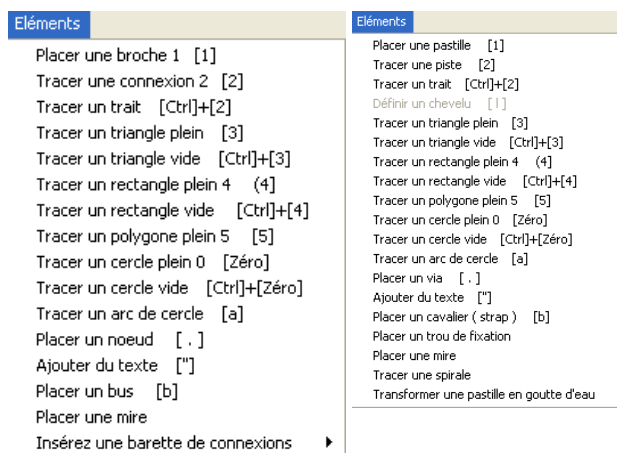 Eléments
Placer une broche 1 [1]
Tracer une connexion 2 [2]
Tracer un trait [Ctrl]+[2]
Tracer un triangle plein [3]
Tracer un triangle vide [Ctrl]+[3]
Tracer un rectangle plein 4 (4]
Tracer un rectangle vide [Ctrl]+[4]
Tracer un polygone plein 5 [5]
Tracer un cercle plein 0 [Zéro]
Tracer un cercle vide [Ctrl]+[Zéro]
Tracer un arc de cercle [a]
Placer un noeud [ . ]
Ajouter du texte ["]
Placer un bus [b]
Placer une mire
Insérez une barette de connexions
Eléments
Placer une pastille [1]
Tracer une piste [2]
Tracer un trait [Ctrl]+[2]
Définir un chevelu [ l ]
Tracer un triangle plein [3]
Tracer un triangle vide [Ctrl]+[3]
Tracer un rectangle plein 4 (4]
Tracer un rectangle vide [Ctrl]+[4]
Tracer un polygone plein 5 [5]
Tracer un cercle plein 0 [Zéro]
Tracer un cercle vide [Ctrl]+[Zéro]
Tracer un arc de cercle [a]
Placer un via [ . ]
Ajouter du texte ["]
Placer un cavalier ( strap ) [b]
Placer un trou de fixation
Placer une mire
Tracer une spirale
Transformer une pastille en goutte d'eau